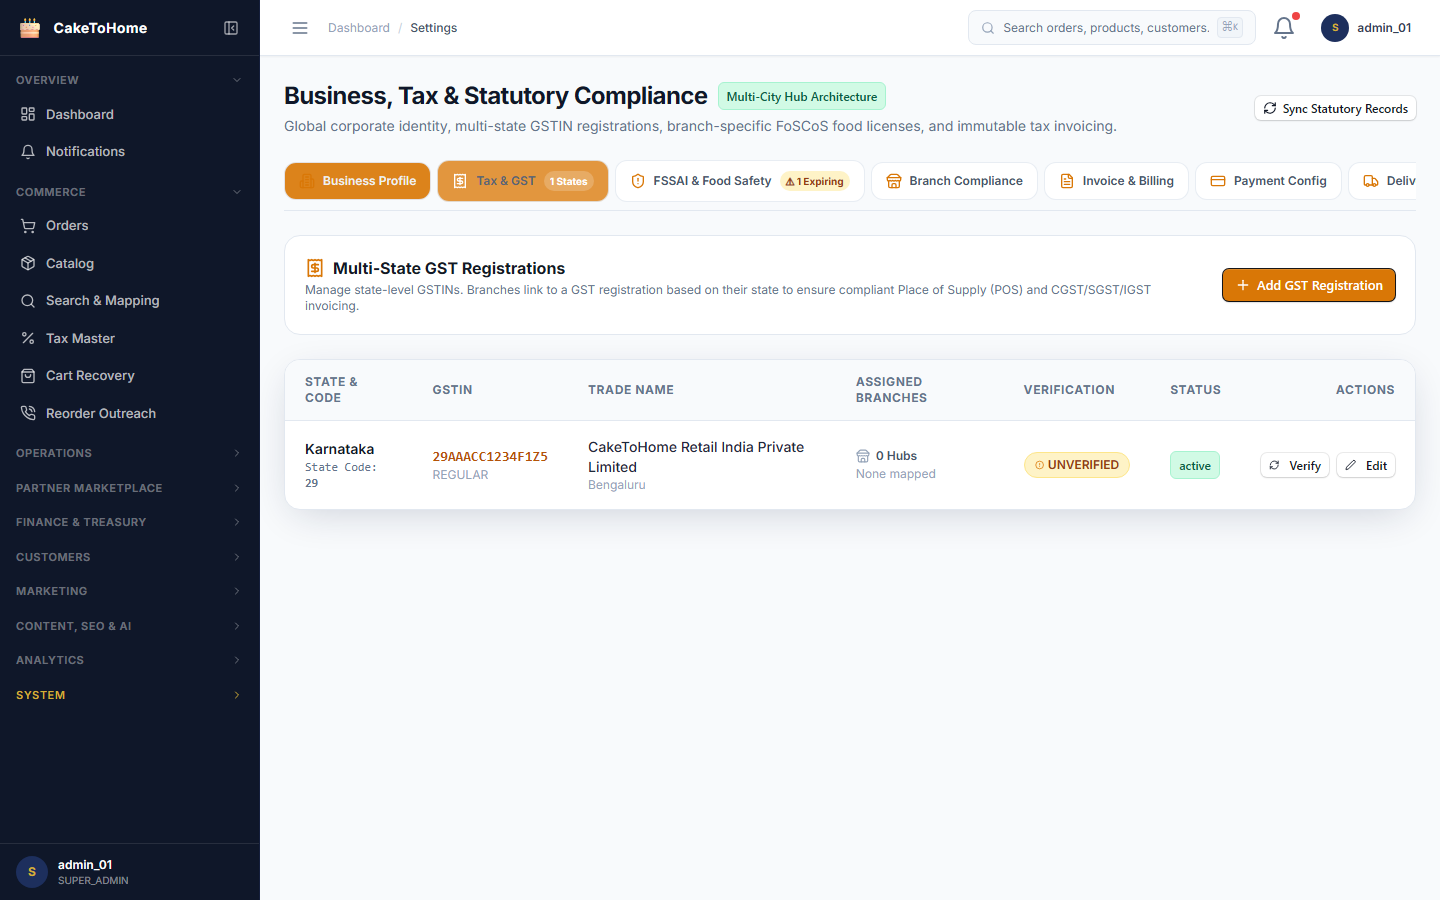 CakeToHome
Dashboard / Settings
Search orders, products, customers. ⌘K
S admin_01
OVERVIEW
Dashboard
Notifications
COMMERCE
Orders
Catalog
Search & Mapping
Tax Master
Cart Recovery
Reorder Outreach
OPERATIONS
PARTNER MARKETPLACE
FINANCE & TREASURY
CUSTOMERS
MARKETING
CONTENT, SEO & AI
ANALYTICS
SYSTEM
S admin_01
SUPER_ADMIN
Business, Tax & Statutory Compliance Multi-City Hub Architecture
Global corporate identity, multi-state GSTIN registrations, branch-specific FoSCoS food licenses, and immutable tax invoicing.
Sync Statutory Records
Business Profile Tax & GST 1 States FSSAI & Food Safety 1 Expiring Branch Compliance Invoice & Billing Payment Config Deliv
Multi-State GST Registrations
Manage state-level GSTINs. Branches link to a GST registration based on their state to ensure compliant Place of Supply (POS) and CGST/SGST/IGST
invoicing.
Add GST Registration
STATE &
CODE
GSTIN
TRADE NAME
ASSIGNED
BRANCHES
VERIFICATION
STATUS
ACTIONS
Karnataka
State Code:
29
29AAACC1234F1Z5
REGULAR
CakeToHome Retail India Private
Limited
Bengaluru
0 Hubs
None mapped
UNVERIFIED
active
Verify
Edit